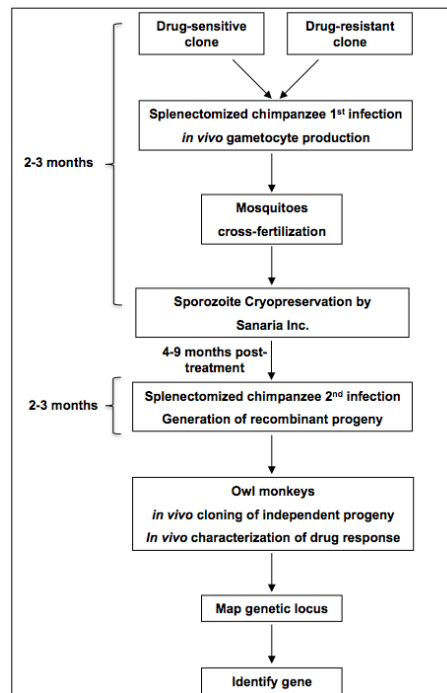 Drug-sensitive
clone
Drug-resistant
clone
Splenectomized chimpanzee 1st infection
in vivo gametocyte production
2-3 months
Mosquitoes
cross-fertilization
Sporozoite Cryopreservation by
Sanaria Inc.
4-9 months post-
treatment
Splenectomized chimpanzee 2nd infection
Generation of recombinant progeny
2-3 months
Owl monkeys
in vivo cloning of independent progeny
In vivo characterization of drug response
Map genetic locus
Identify gene